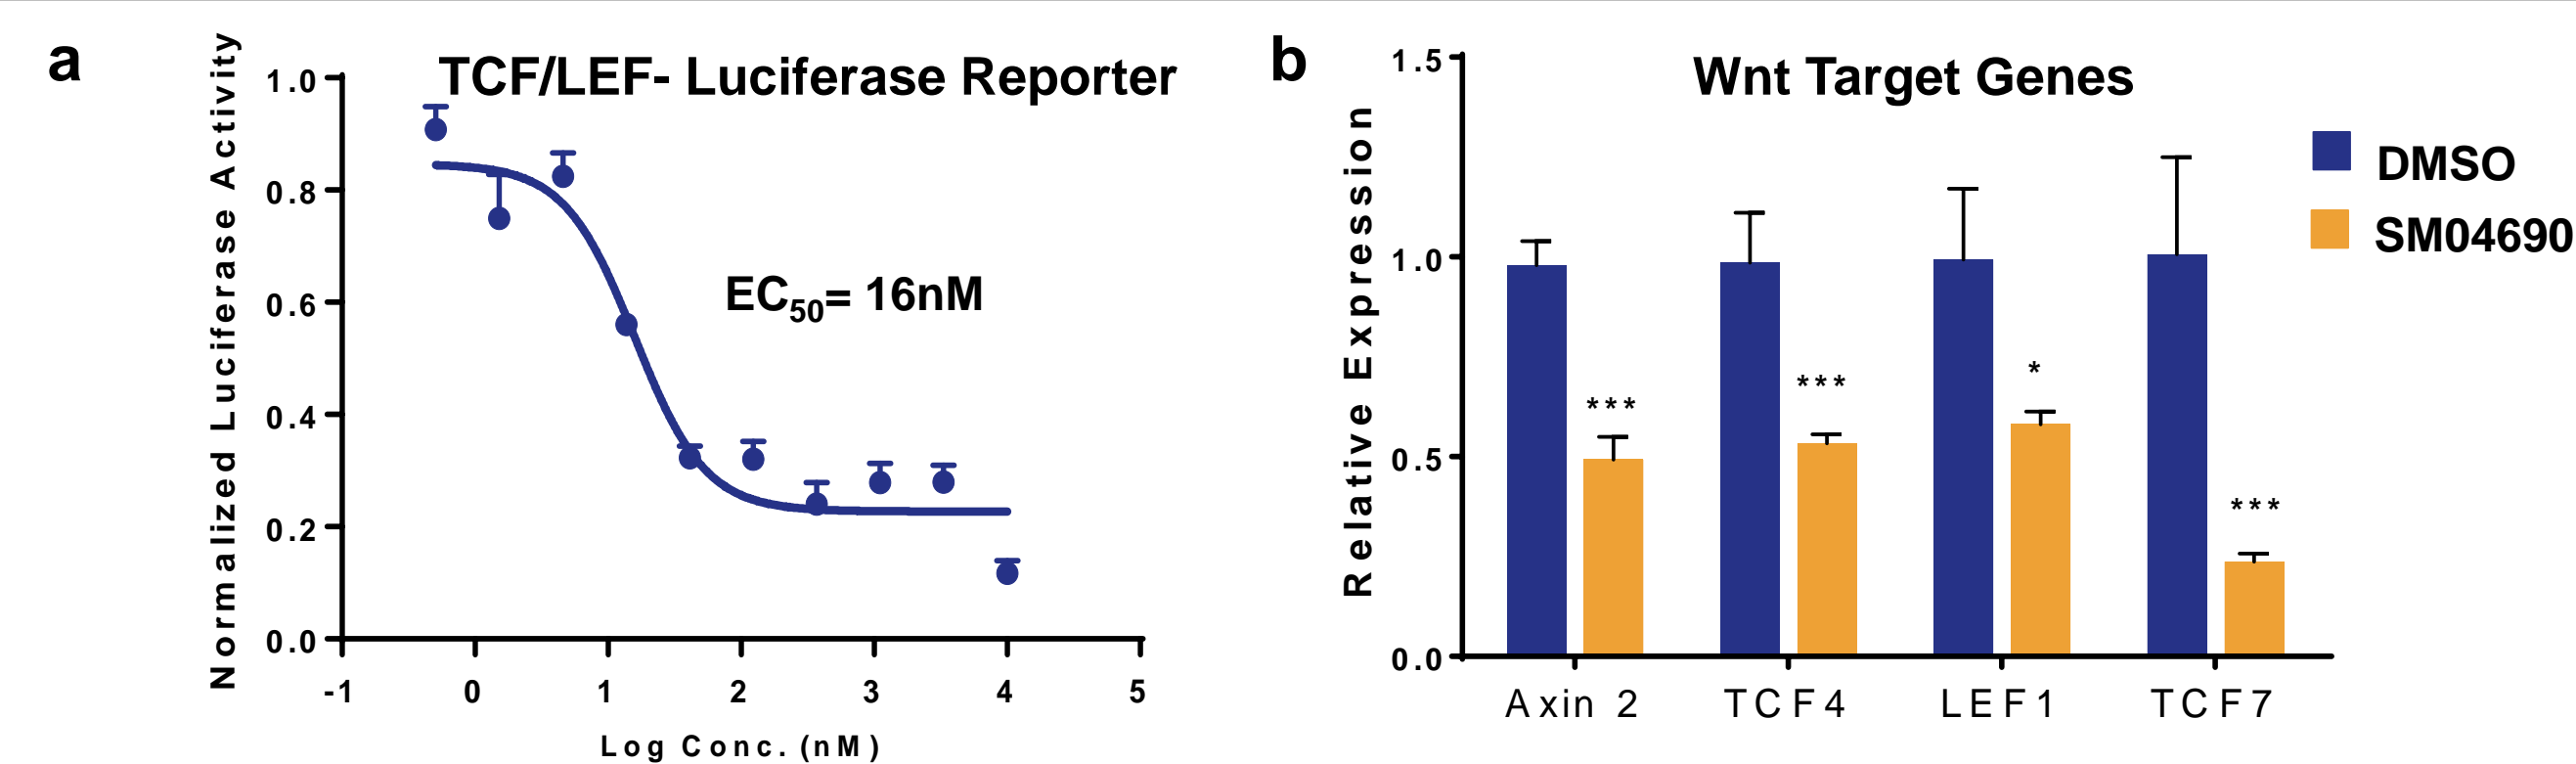 a
TCF/LEF- Luciferase Reporter
Normalized Luciferase Activity
1.0
0.8
0.6
0.4
0.2
0.0
EC50= 16nM
-1 0 1 2 3 4 5
Log Conc. (nM)
b
Wnt Target Genes
Relative Expression
1.5
1.0
0.5
0.0
DMSO
SM04690
***
***
*
***
Axin 2 TCF4 LEF1 TCF7